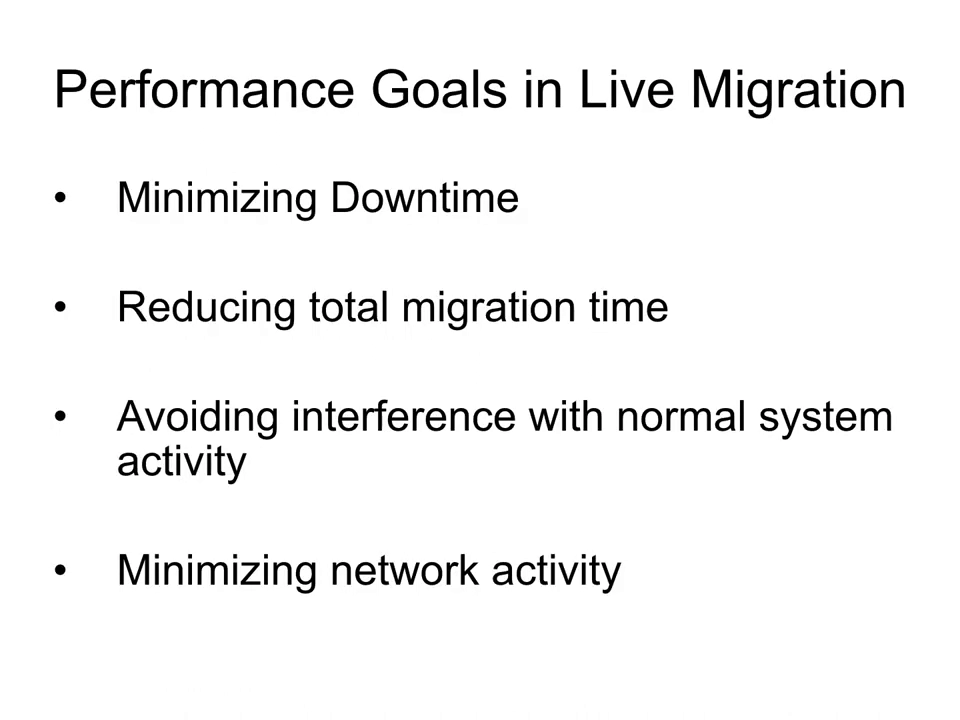 Performance Goals in Live Migration
• Minimizing Downtime
• Reducing total migration time
• Avoiding interference with normal system
activity
• Minimizing network activity